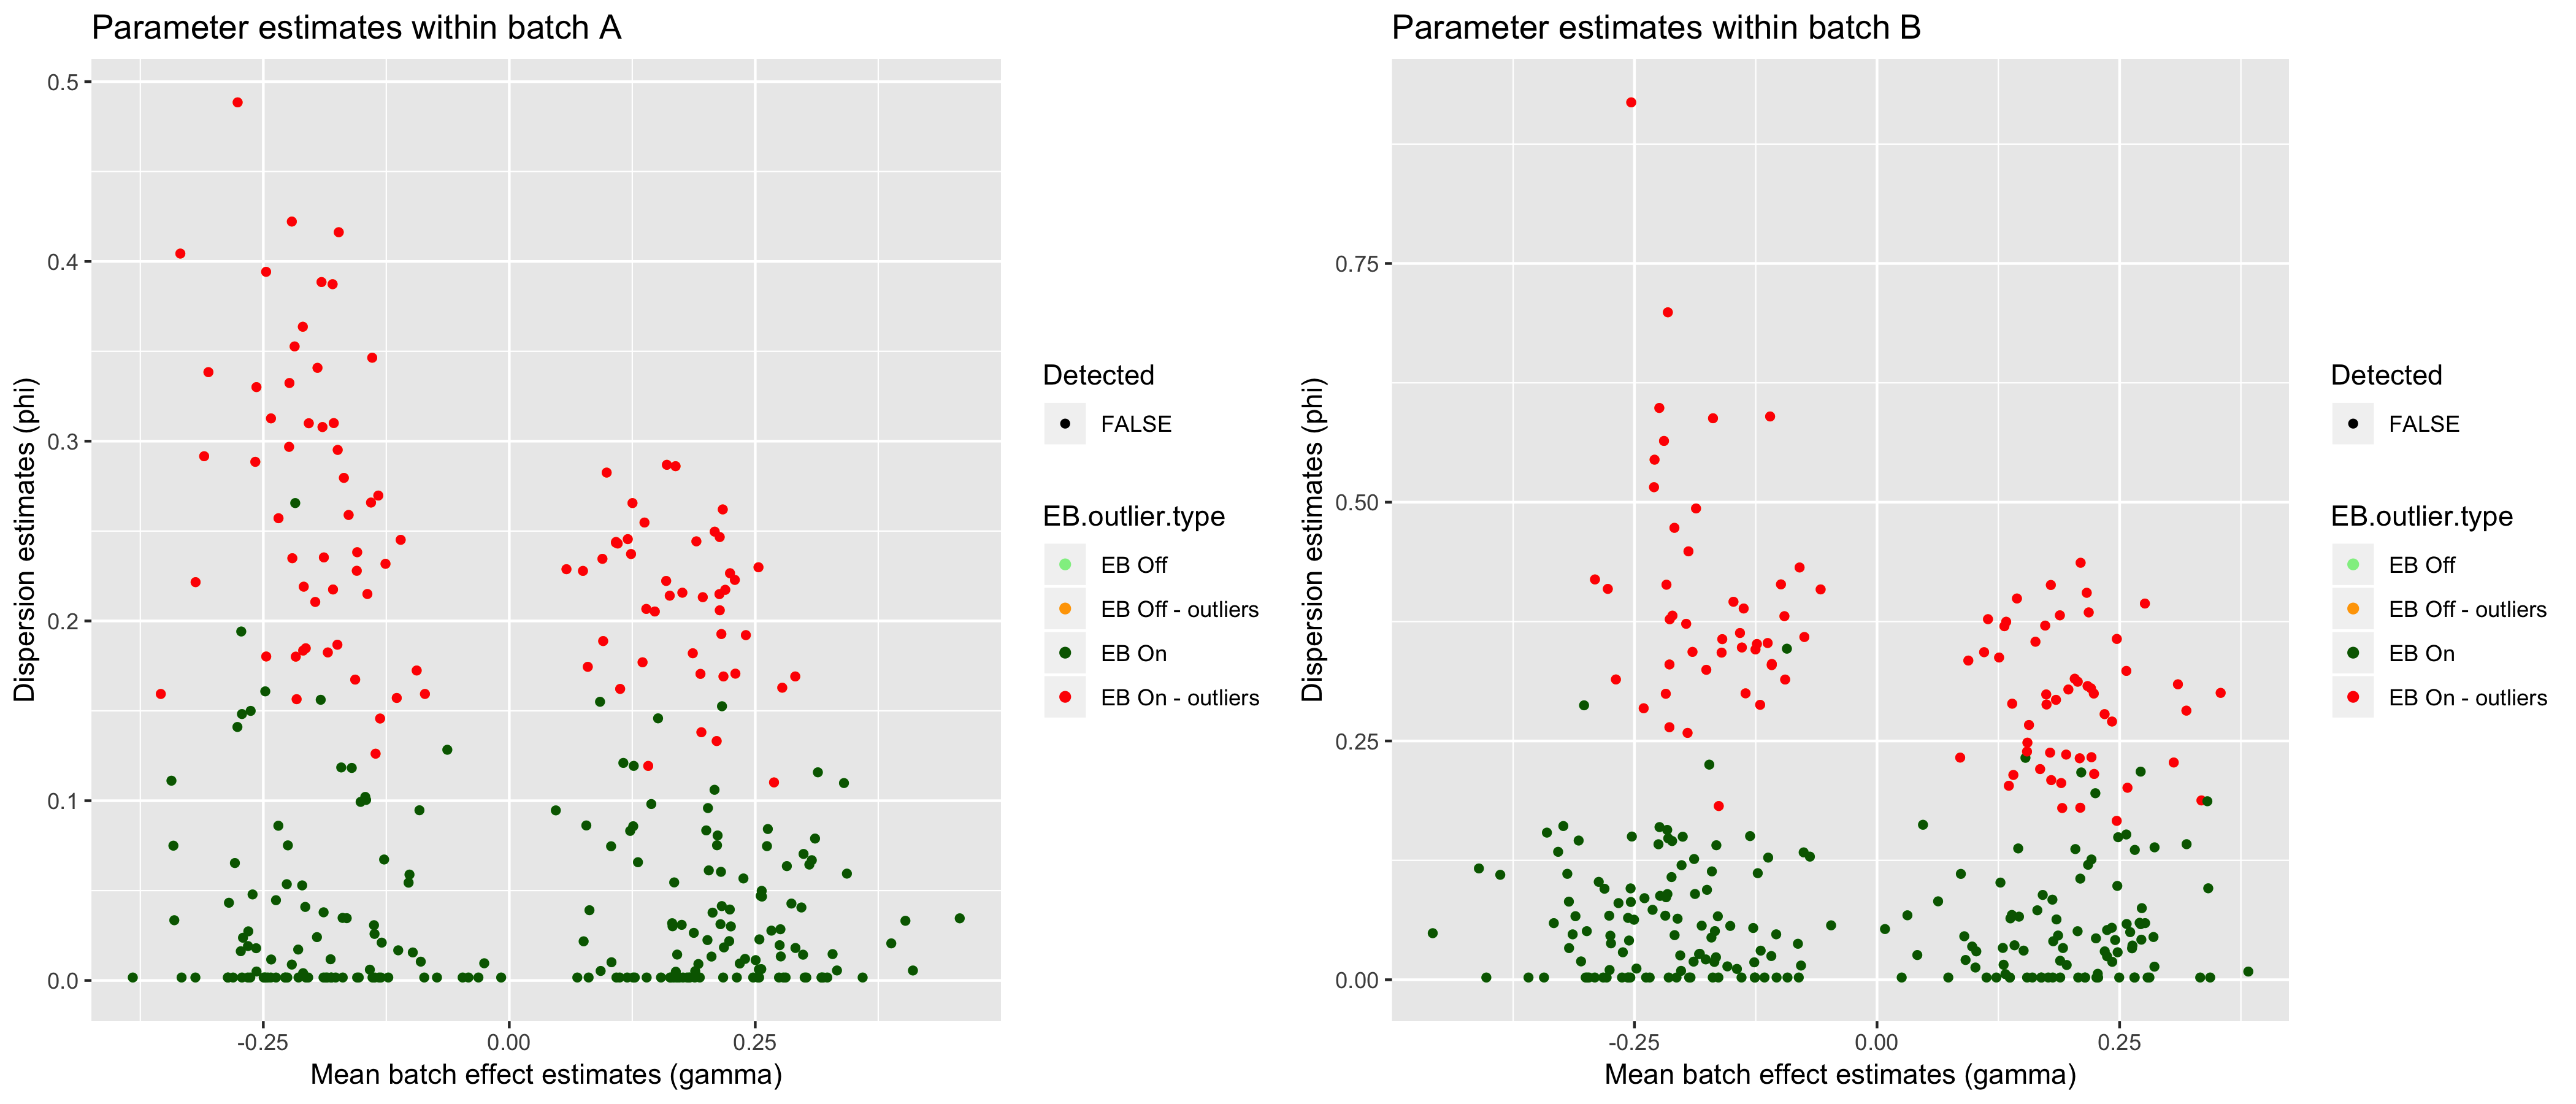 Parameter estimates within batch A
Dispersion estimates (phi)
0.5
0.4
0.3
0.2
0.1
0.0
-0.25
0.00
0.25
Mean batch effect estimates (gamma)
Detected
FALSE
EB.outlier.type
EB Off
EB Off - outliers
EB On
EB On - outliers
Parameter estimates within batch B
Dispersion estimates (phi)
0.75
0.50
0.25
0.00
-0.25
0.00
0.25
Mean batch effect estimates (gamma)
Detected
FALSE
EB.outlier.type
EB Off
EB Off - outliers
EB On
EB On - outliers